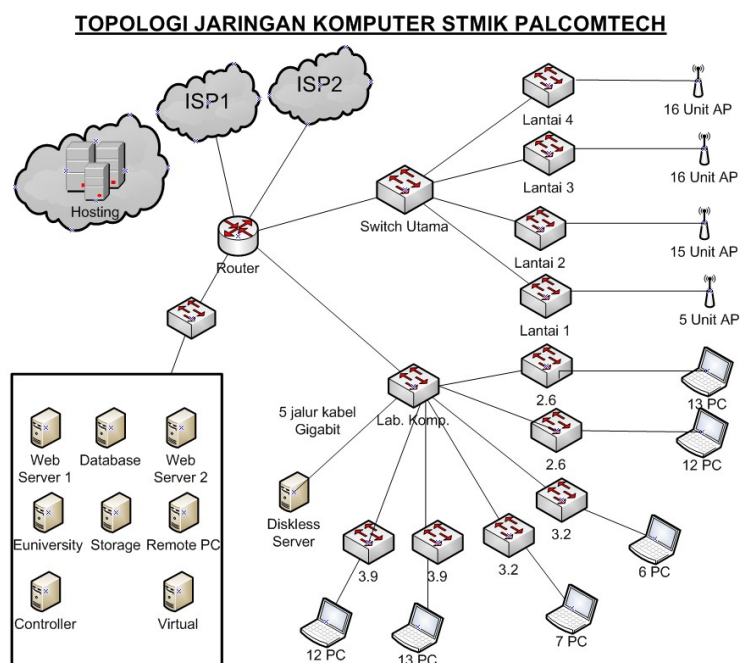 TOPOLOGI JARINGAN KOMPUTER STMIK PALCOMTECH
ISP1
ISP2
Hosting
Router
Switch Utama
Lantai 4
16 Unit AP
Lantai 3
16 Unit AP
Lantai 2
15 Unit AP
Lantai 1
5 Unit AP
Lab. Komp.
5 jalur kabel
Gigabit
2.6
13 PC
2.6
12 PC
Diskless
Server
3.9
3.9
3.2
3.2
6 PC
7 PC
12 PC
13 PC
Web
Server 1
Database
Web
Server 2
Euniversity
Storage
Remote PC
Controller
Virtual